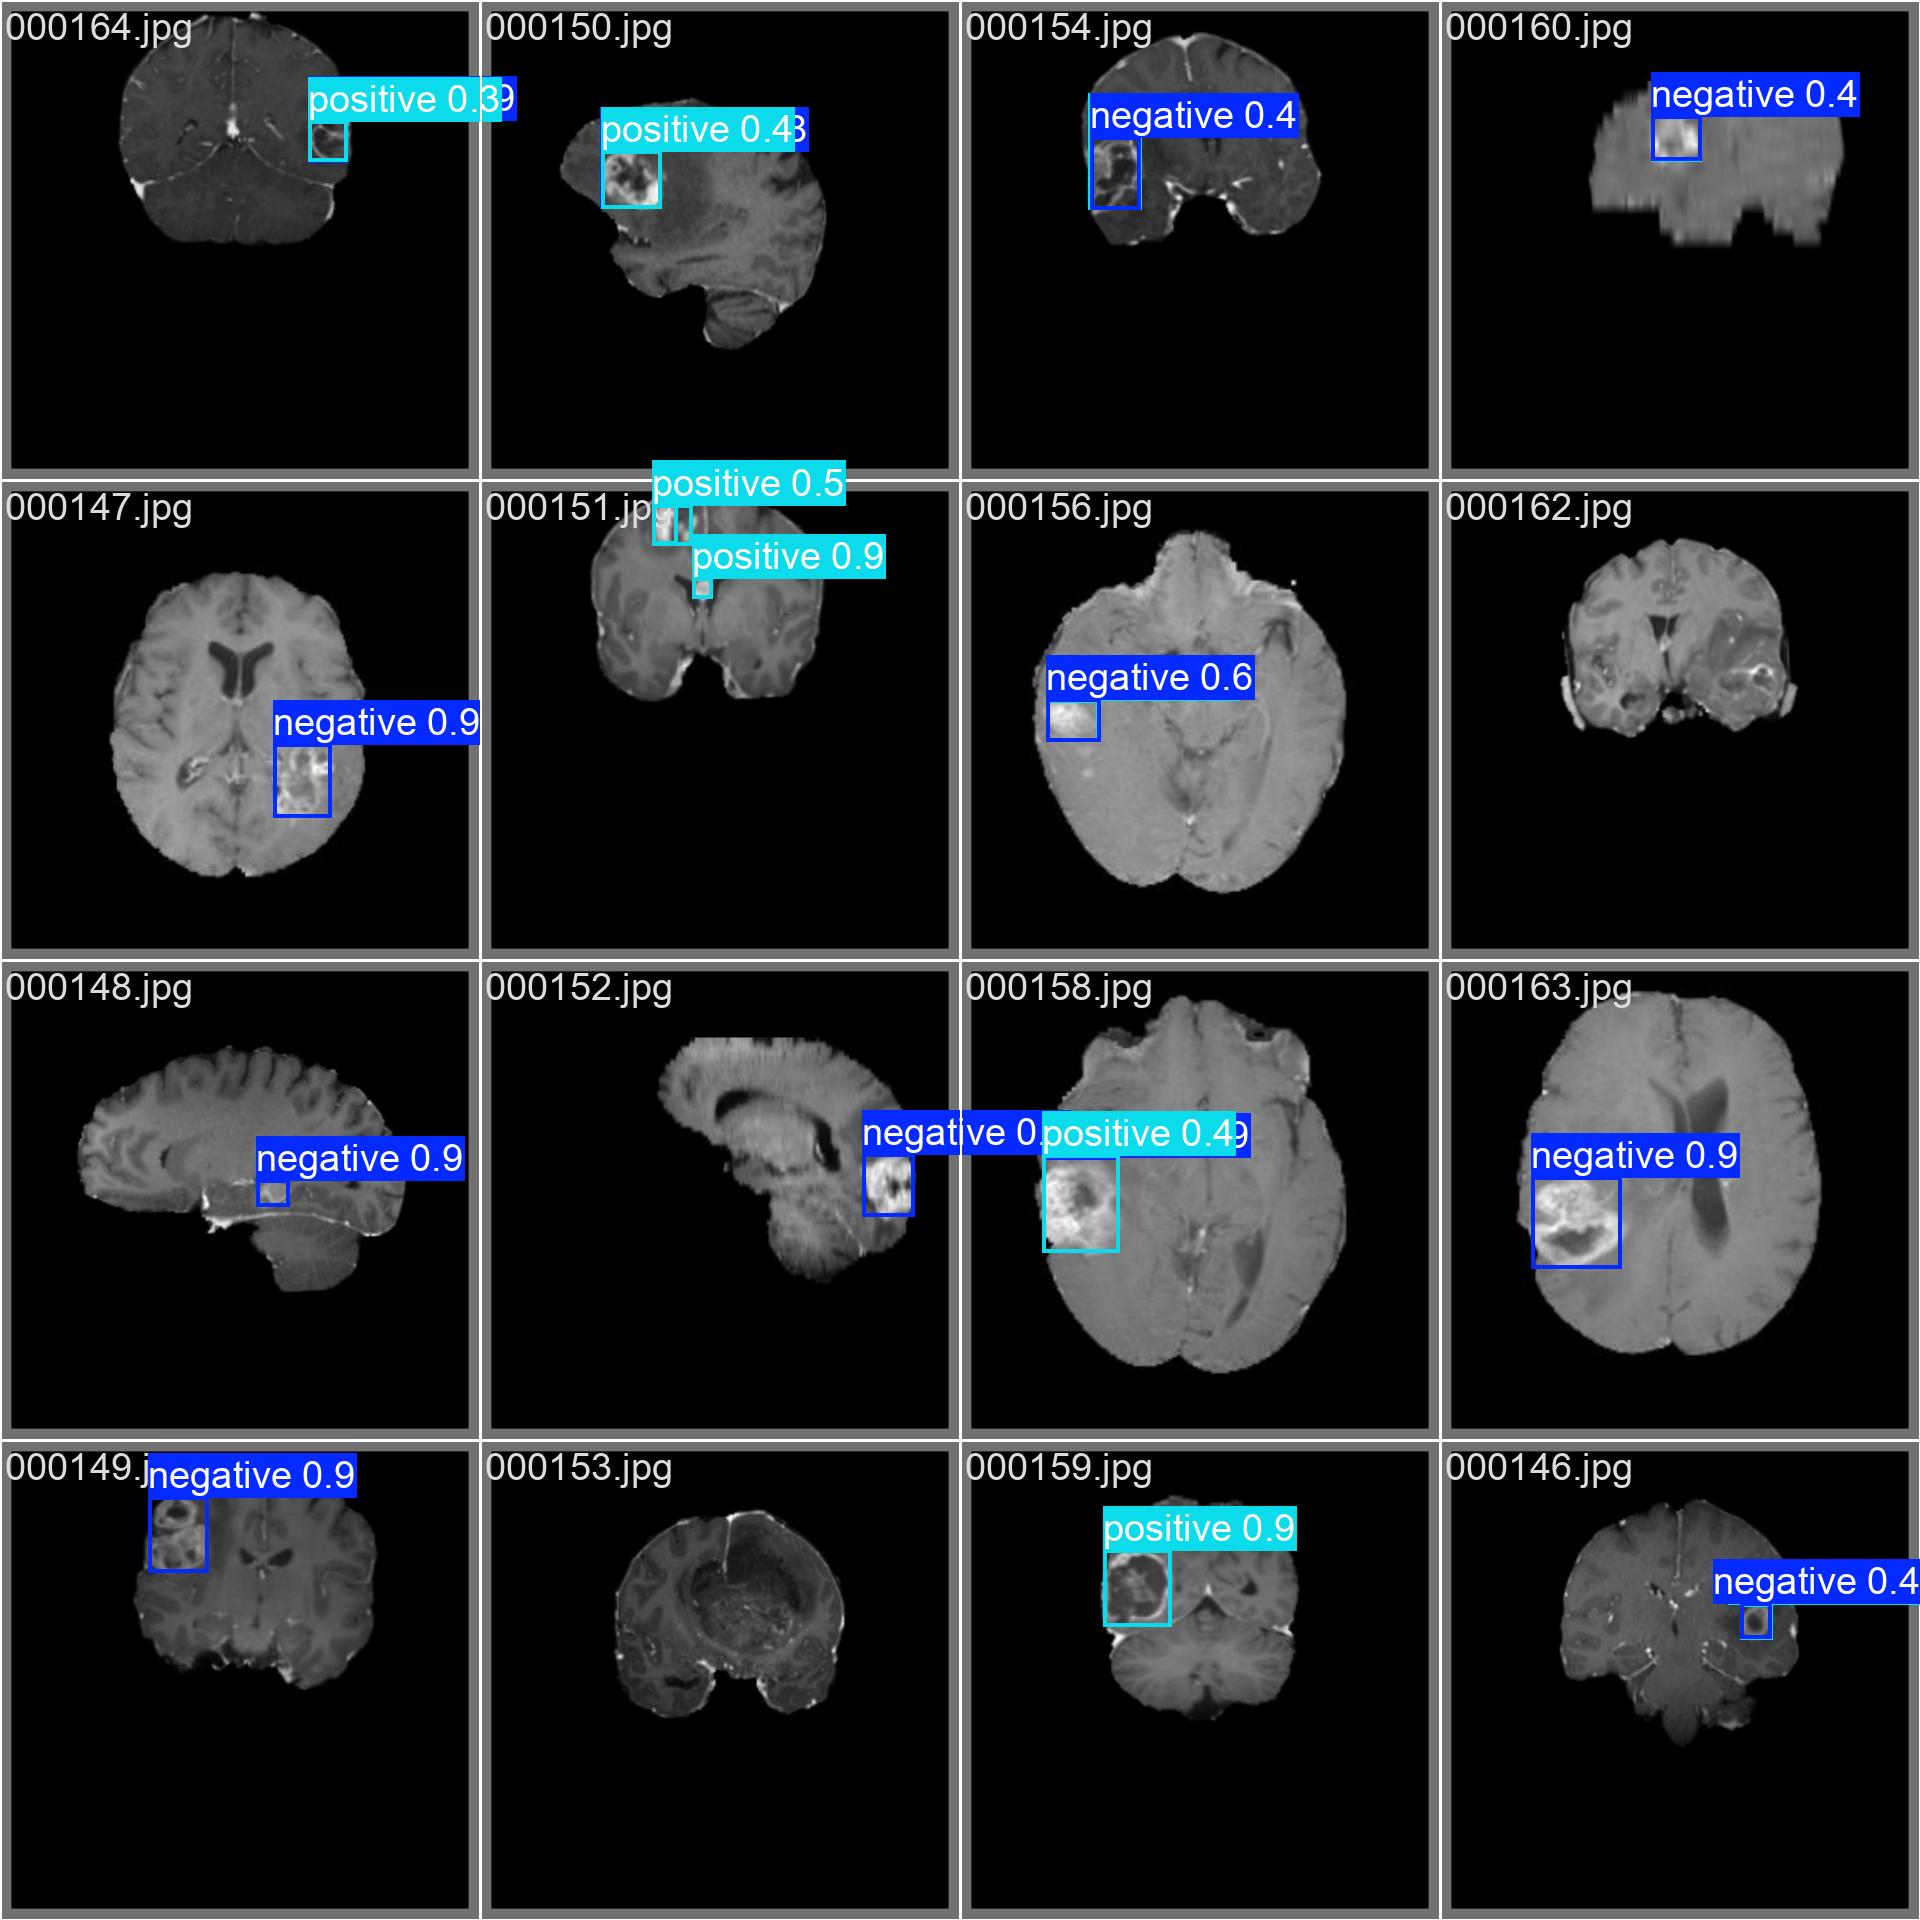 000164.jpg
positive 0.3
9
000150.jpg
positive 0.4
3
000154.jpg
negative 0.4
000160.jpg
negative 0.4
000147.jpg
negative 0.9
positive 0.5
000151.jp
positive 0.9
000156.jpg
negative 0.6
000162.jpg
000148.jpg
negative 0.9
000152.jpg
negative 0.
000158.jpg
positive 0.4
9
000163.jpg
negative 0.9
000149.j
negative 0.9
000153.jpg
000159.jpg
positive 0.9
000146.jpg
negative 0.4